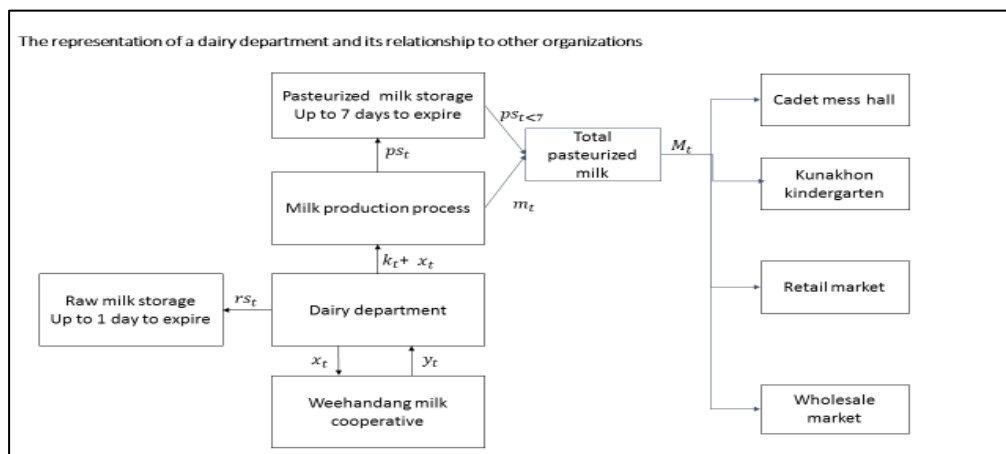 The representation of a dairy department and its relationship to other organizations
Pasteurized milk storage
Up to 7 days to expire
ps_{t<7}
Total
pasteurized
milk
M_t
Cadet mess hall
Kunakhon
kindergarten
ps_t
Milk production process
m_t
k_t + x_t
Raw milk storage
Up to 1 day to expire
rs_t
Dairy department
Retail market
x_t
y_t
Weehandang milk
cooperative
Wholesale
market